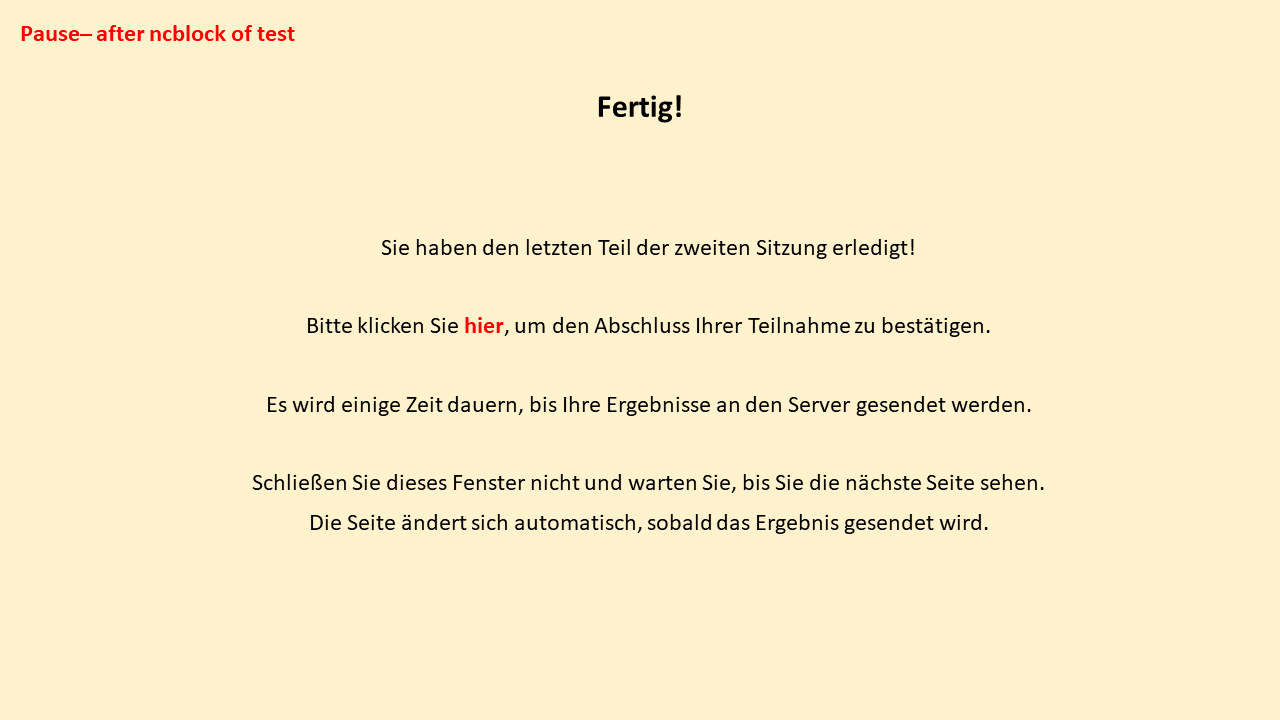 Pause– after ncblock of test
Fertig!
Sie haben den letzten Teil der zweiten Sitzung erledigt!
Bitte klicken Sie hier, um den Abschluss Ihrer Teilnahme zu bestätigen.
Es wird einige Zeit dauern, bis Ihre Ergebnisse an den Server gesendet werden.
Schließen Sie dieses Fenster nicht und warten Sie, bis Sie die nächste Seite sehen.
Die Seite ändert sich automatisch, sobald das Ergebnis gesendet wird.